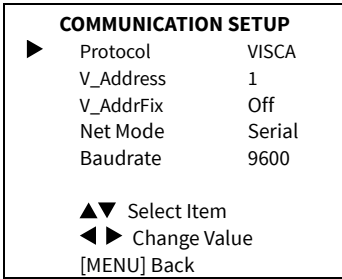 COMMUNICATION SETUP
▶ Protocol VISCA
V_Address 1
V_AddrFix Off
Net Mode Serial
Baudrate 9600
▲▼ Select Item
◀ ▶ Change Value
[MENU] Back